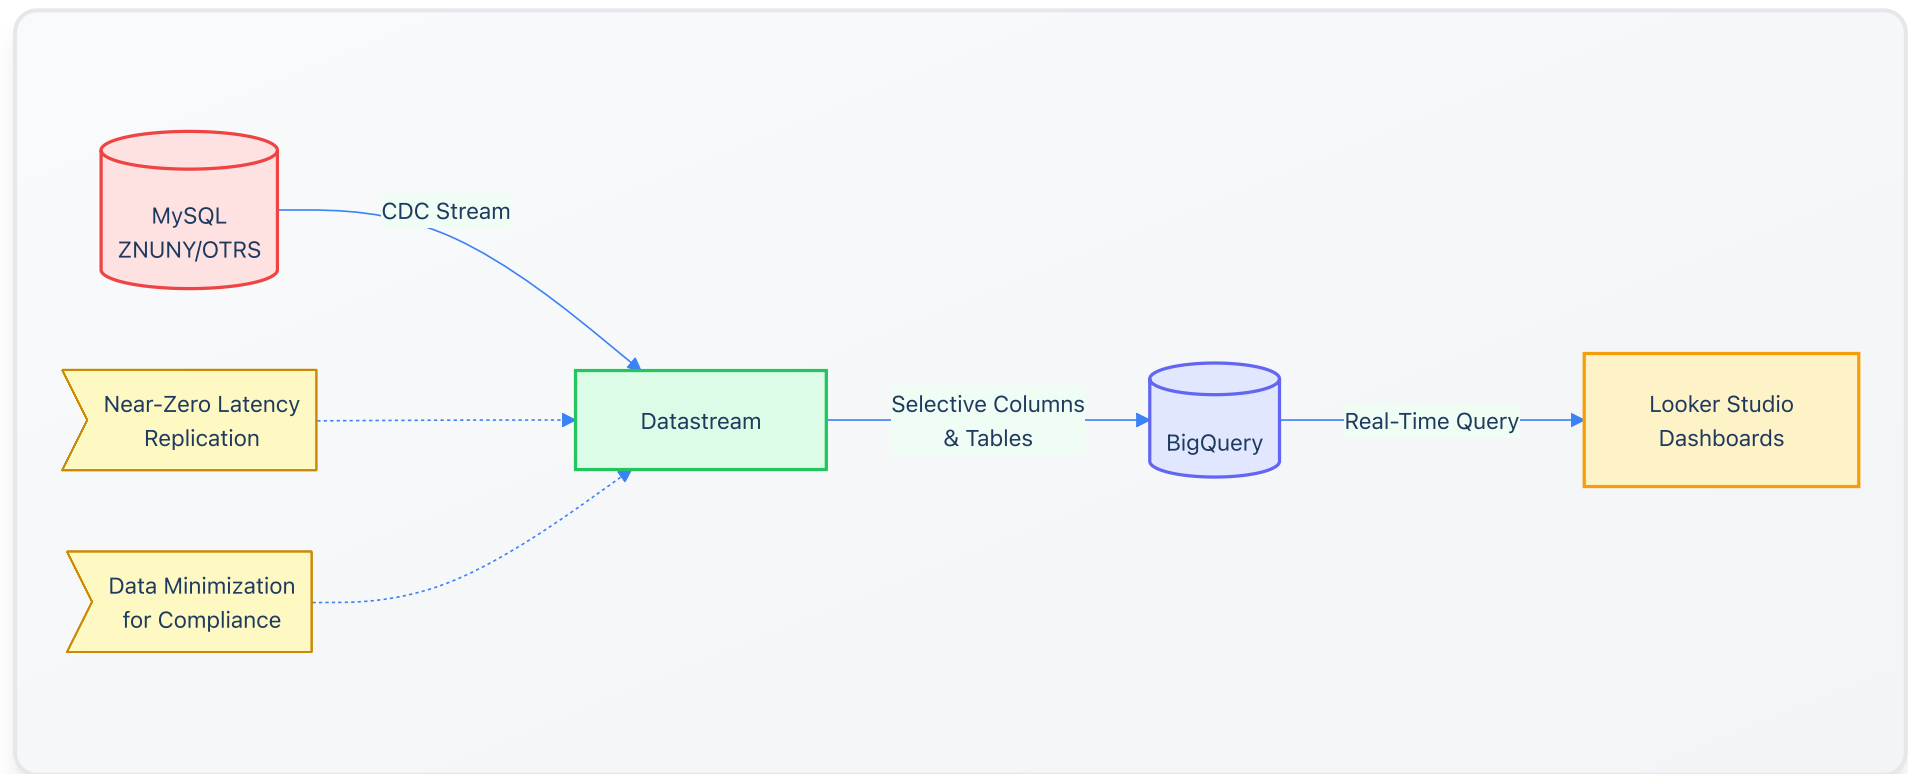 MySQL
ZNUNY/OTRS
CDC Stream
Near-Zero Latency
Replication
Datastream
Selective Columns
& Tables
BigQuery
Real-Time Query
Looker Studio
Dashboards
Data Minimization
for Compliance